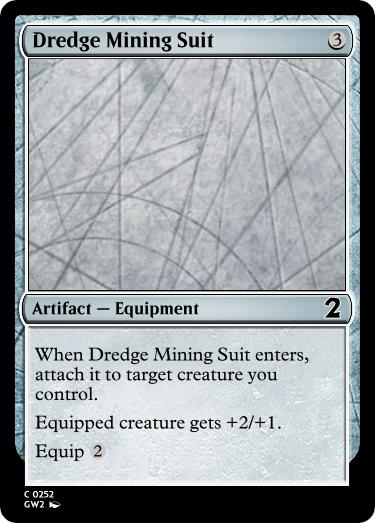 Dredge Mining Suit 3
Artifact — Equipment 2
When Dredge Mining Suit enters,
attach it to target creature you
control.
Equipped creature gets +2/+1.
Equip 2
C 0252
GW2